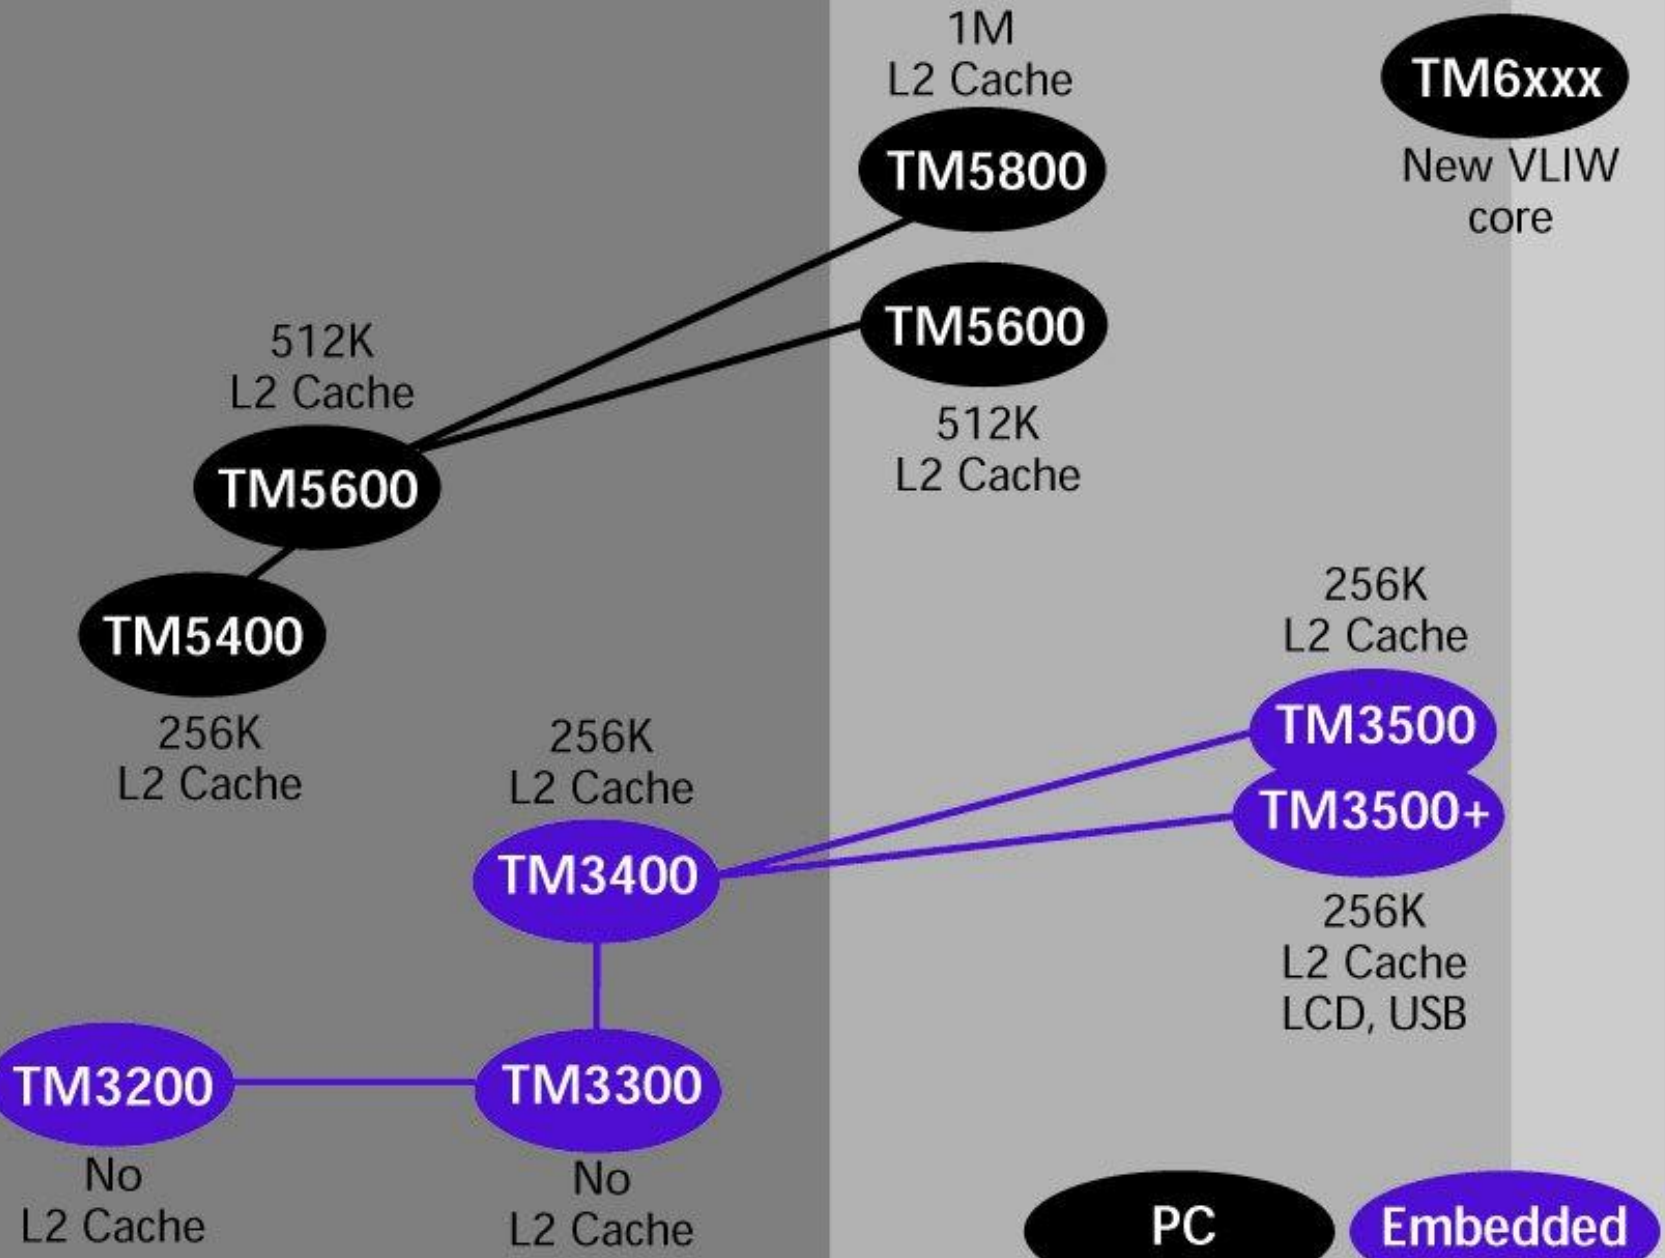 1M
L2 Cache
TM5800
TM6xxx
New VLIW
core
TM5600
512K
L2 Cache
512K
L2 Cache
TM5600
TM5400
256K
L2 Cache
256K
L2 Cache
TM3400
256K
L2 Cache
TM3500
TM3500+
256K
L2 Cache
LCD, USB
TM3200
No
L2 Cache
TM3300
No
L2 Cache
PC
Embedded